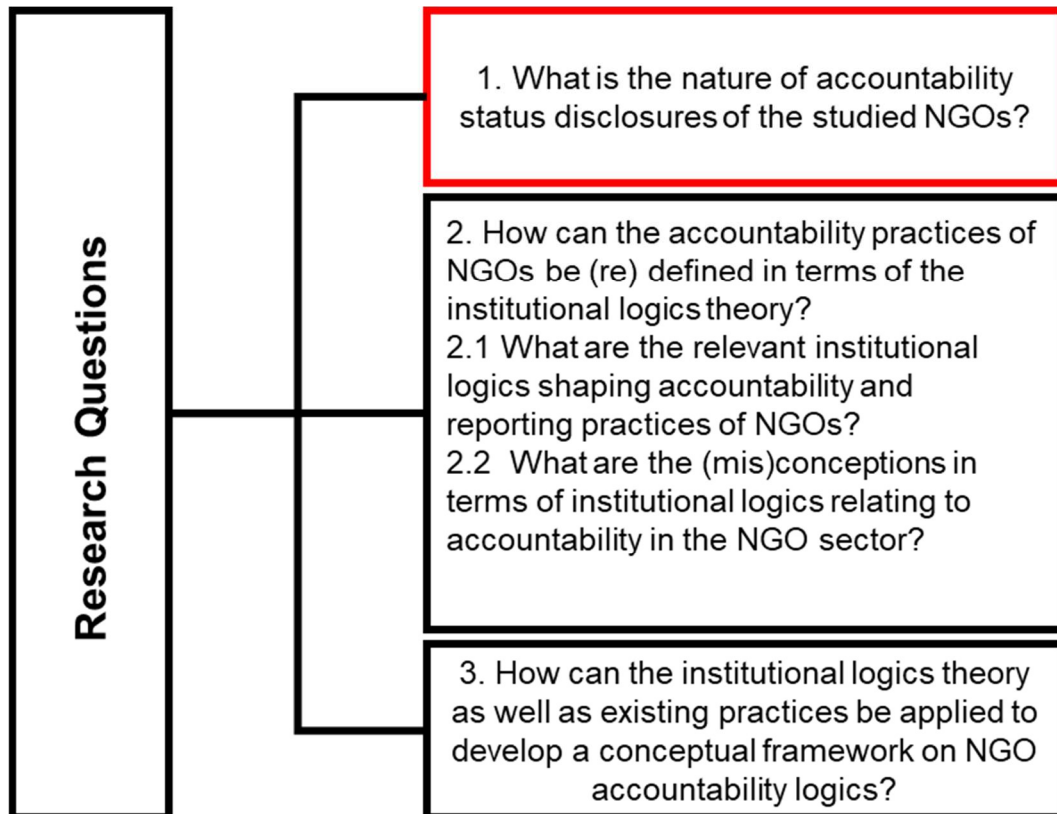 Research Questions
1. What is the nature of accountability
status disclosures of the studied NGOs?
2. How can the accountability practices of
NGOs be (re) defined in terms of the
institutional logics theory?
2.1 What are the relevant institutional
logics shaping accountability and
reporting practices of NGOs?
2.2 What are the (mis)conceptions in
terms of institutional logics relating to
accountability in the NGO sector?
3. How can the institutional logics theory
as well as existing practices be applied to
develop a conceptual framework on NGO
accountability logics?